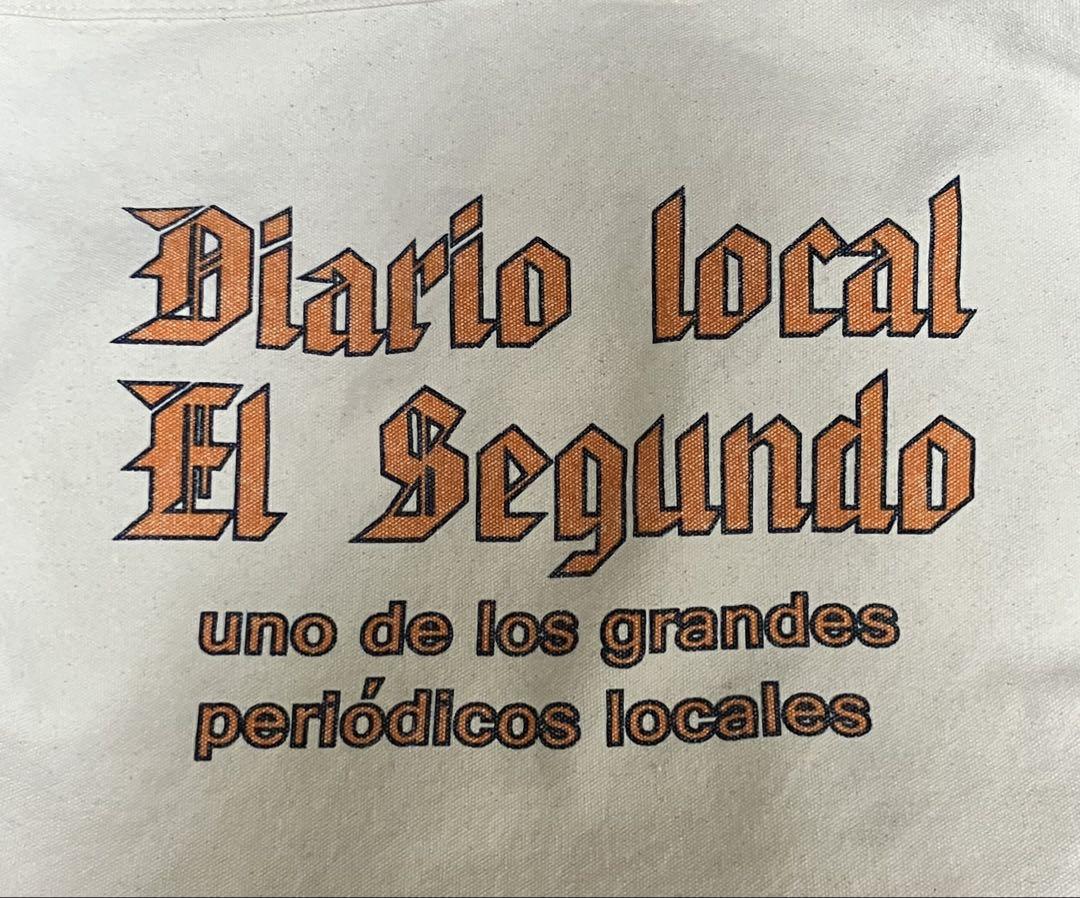 Diario local
El Segundo
uno de los grandes
periódicos locales